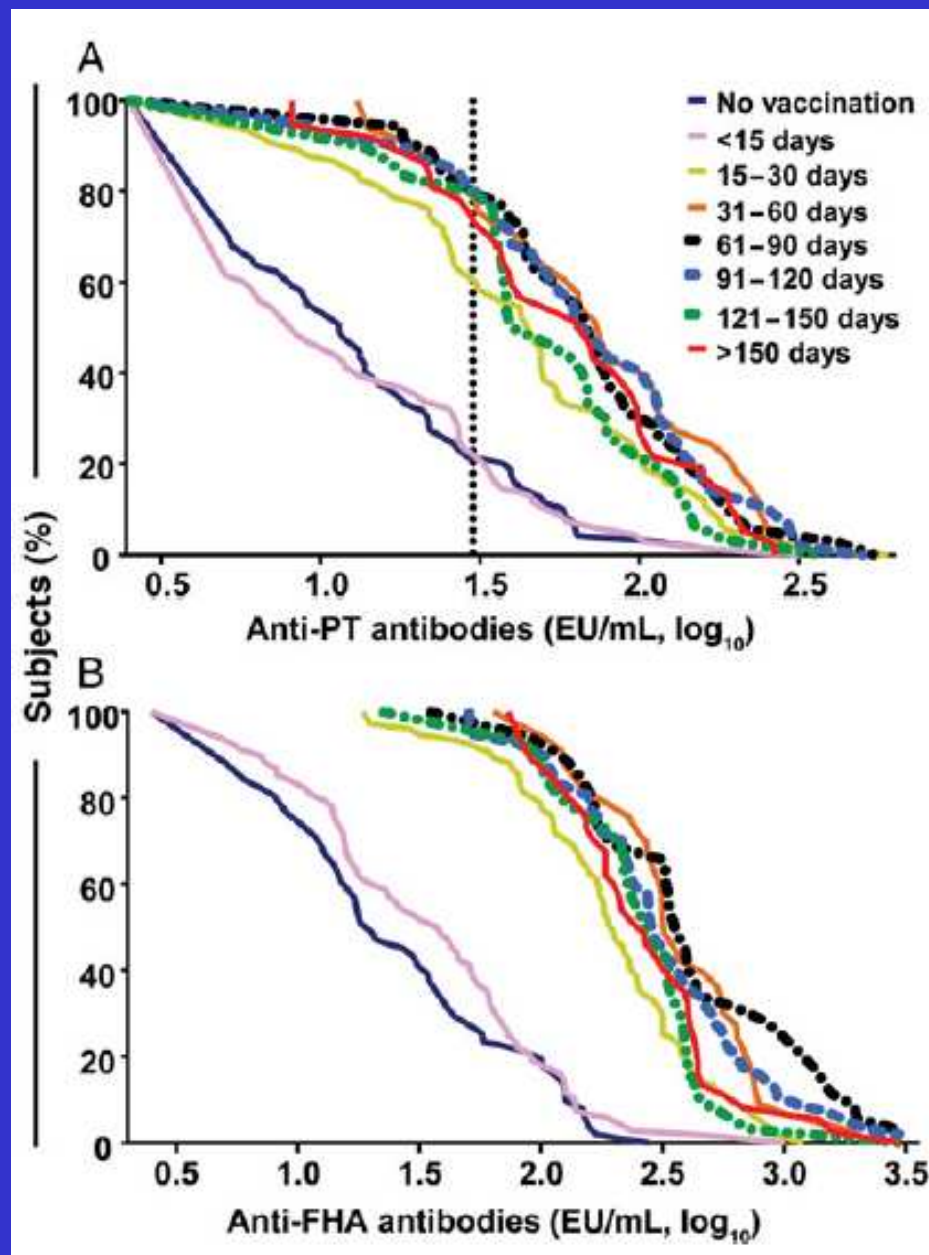 A
100
80
60
40
20
0
0.5 1.0 1.5 2.0 2.5
Anti-PT antibodies (EU/mL, log₁₀)
No vaccination
<15 days
15–30 days
31–60 days
61–90 days
91–120 days
121–150 days
>150 days
Subjects (%)
B
100
80
60
40
20
0
0.5 1.0 1.5 2.0 2.5 3.0 3.5
Anti-FHA antibodies (EU/mL, log₁₀)